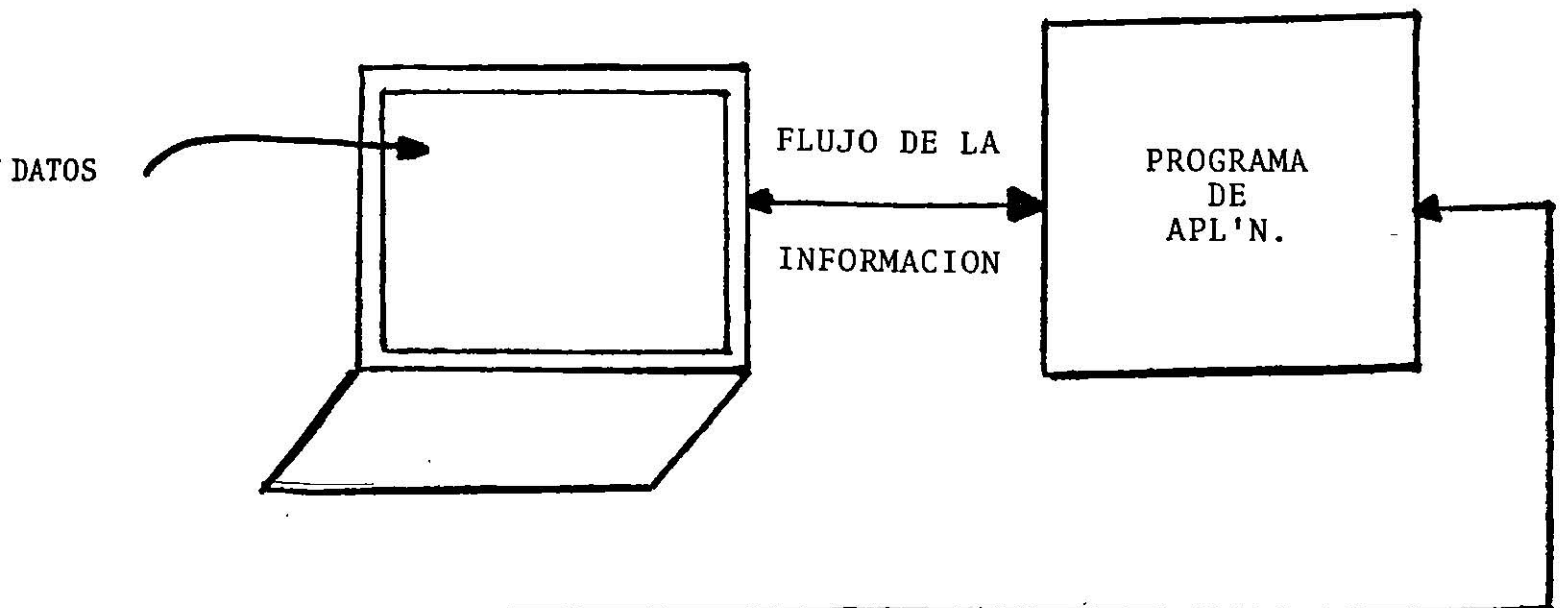 DATOS
FLUJO DE LA
INFORMACION
PROGRAMA
DE
APL'N.